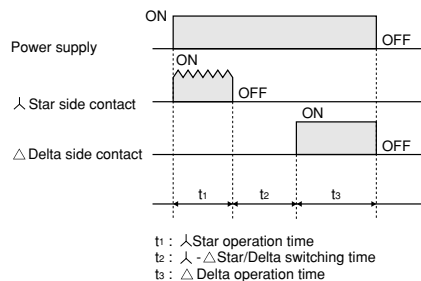 ON
Power supply
OFF
ON
⅄ Star side contact
OFF
ON
△ Delta side contact
OFF
t1 t2 t3
t1 : ⅄Star operation time
t2 : ⅄ - △Star/Delta switching time
t3 : △ Delta operation time